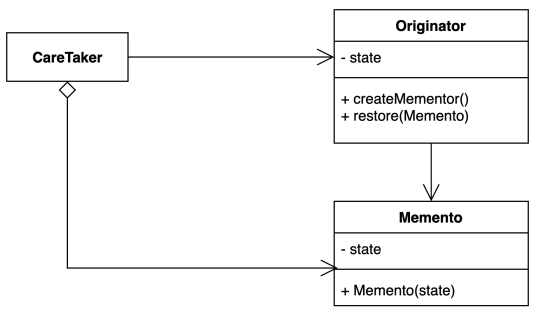 CareTaker
Originator
- state
+ createMementor()
+ restore(Memento)
Memento
- state
+ Memento(state)